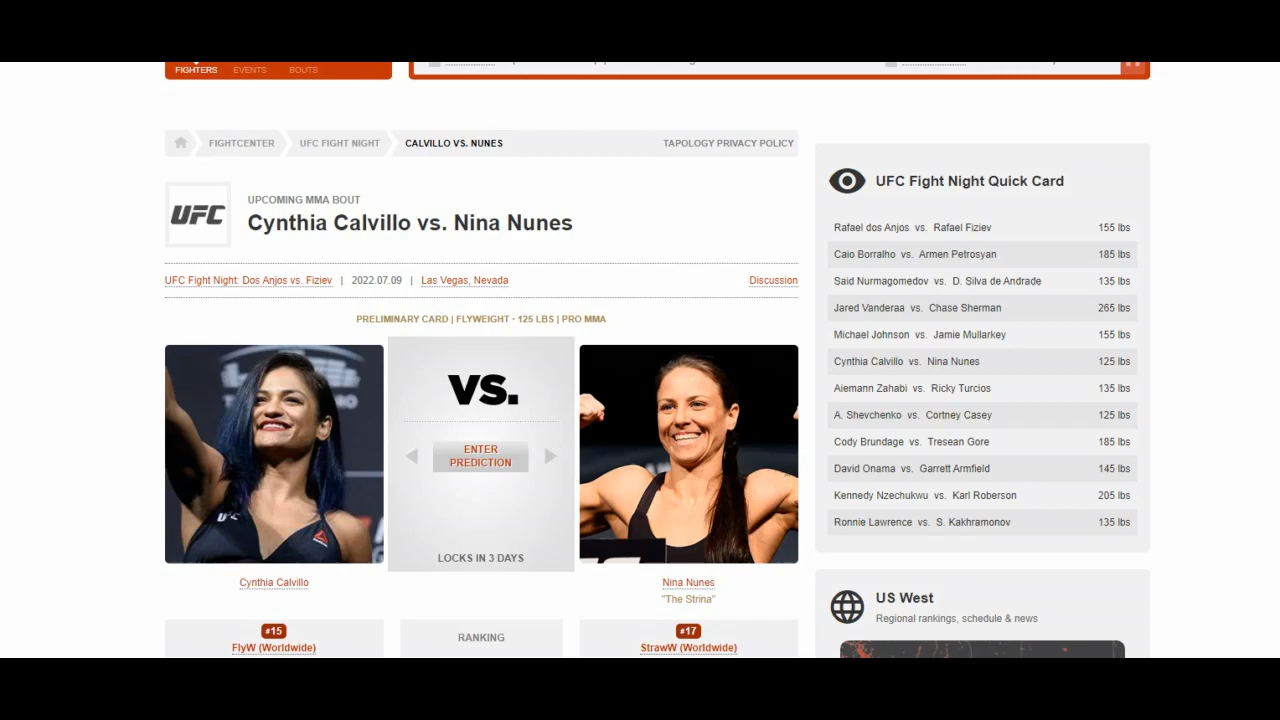 FIGHTERS EVENTS BOUTS
FIGHTCENTER UFC FIGHT NIGHT CALVILLO VS. NUNES TAPOLOGY PRIVACY POLICY
UFC
UPCOMING MMA BOUT
Cynthia Calvillo vs. Nina Nunes
UFC Fight Night: Dos Anjos vs. Fiziev | 2022.07.09 | Las Vegas, Nevada Discussion
PRELIMINARY CARD | FLYWEIGHT · 125 LBS | PRO MMA
VS.
ENTER
PREDICTION
LOCKS IN 3 DAYS
Cynthia Calvillo
Nina Nunes
"The Strina"
#15
FlyW (Worldwide)
RANKING
#17
StrawW (Worldwide)
UFC Fight Night Quick Card
Rafael dos Anjos vs. Rafael Fiziev 155 lbs
Caio Borralho vs. Armen Petrosyan 185 lbs
Said Nurmagomedov vs. D. Silva de Andrade 135 lbs
Jared Vanderaa vs. Chase Sherman 265 lbs
Michael Johnson vs. Jamie Mullarkey 155 lbs
Cynthia Calvillo vs. Nina Nunes 125 lbs
Aiemann Zahabi vs. Ricky Turcios 135 lbs
A. Shevchenko vs. Cortney Casey 125 lbs
Cody Brundage vs. Tresean Gore 185 lbs
David Onama vs. Garrett Armfield 145 lbs
Kennedy Nzechukwu vs. Karl Roberson 205 lbs
Ronnie Lawrence vs. S. Kakhramonov 135 lbs
US West
Regional rankings, schedule & news